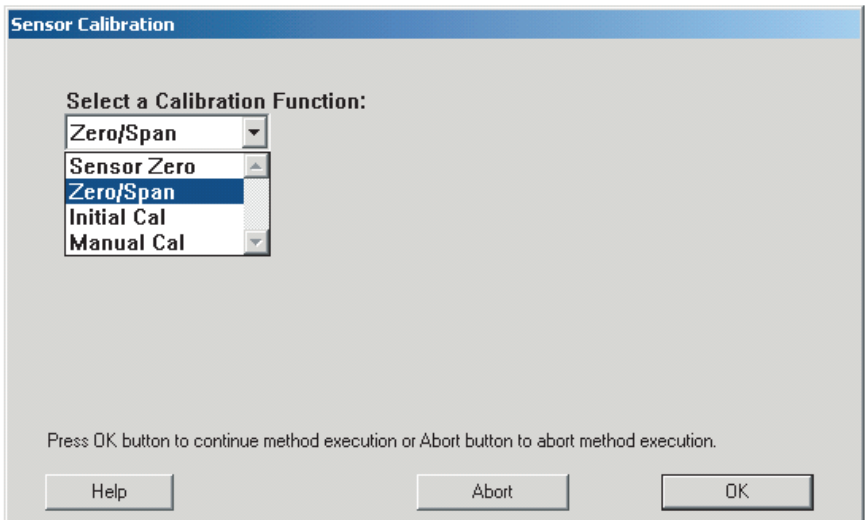 Sensor Calibration
Select a Calibration Function:
Zero/Span
Sensor Zero
Zero/Span
Initial Cal
Manual Cal
Press OK button to continue method execution or Abort button to abort method execution.
Help Abort OK